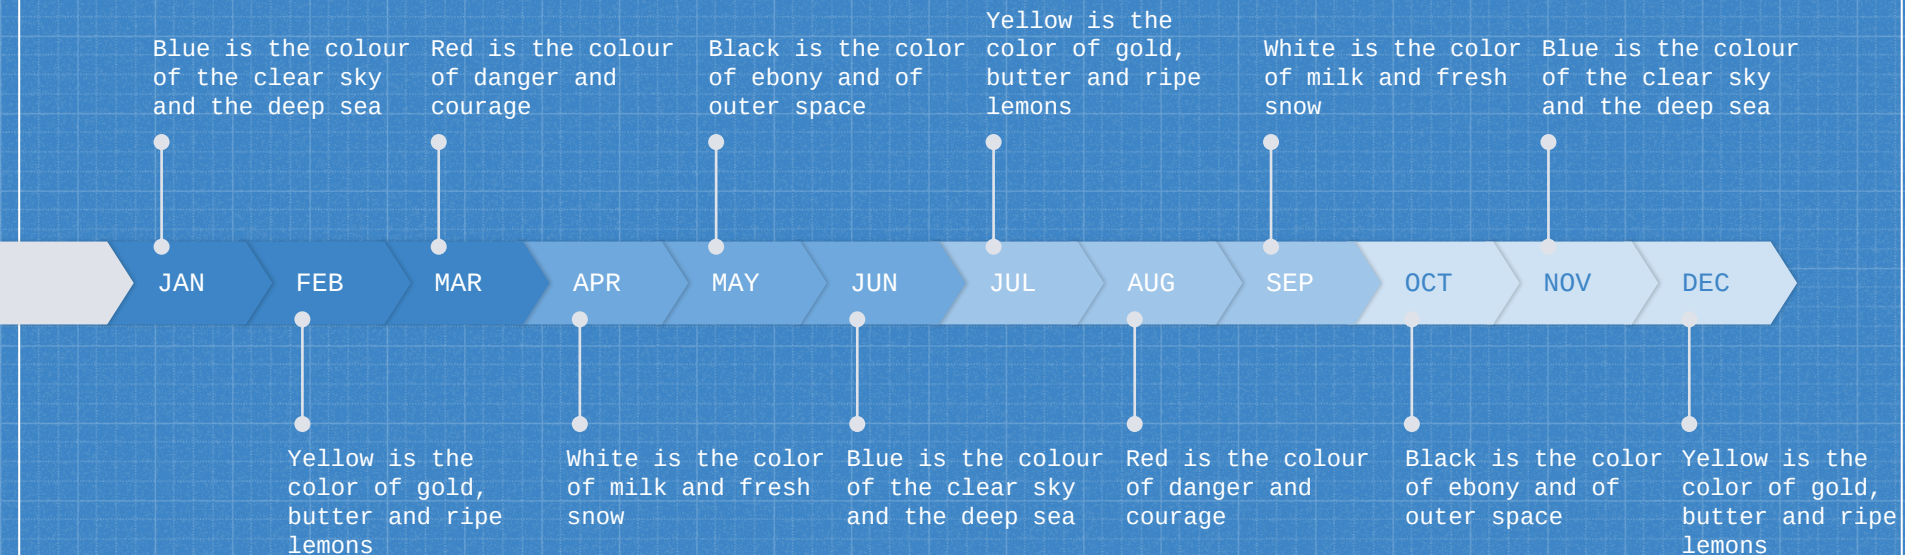 Blue is the colour
of the clear sky
and the deep sea
Red is the colour
of danger and
courage
Black is the color
of ebony and of
outer space
Yellow is the
color of gold,
butter and ripe
lemons
White is the color
of milk and fresh
snow
Blue is the colour
of the clear sky
and the deep sea
JAN
FEB
MAR
APR
MAY
JUN
JUL
AUG
SEP
OCT
NOV
DEC
Yellow is the
color of gold,
butter and ripe
lemons
White is the color
of milk and fresh
snow
Blue is the colour
of the clear sky
and the deep sea
Red is the colour
of danger and
courage
Black is the color
of ebony and of
outer space
Yellow is the
color of gold,
butter and ripe
lemons